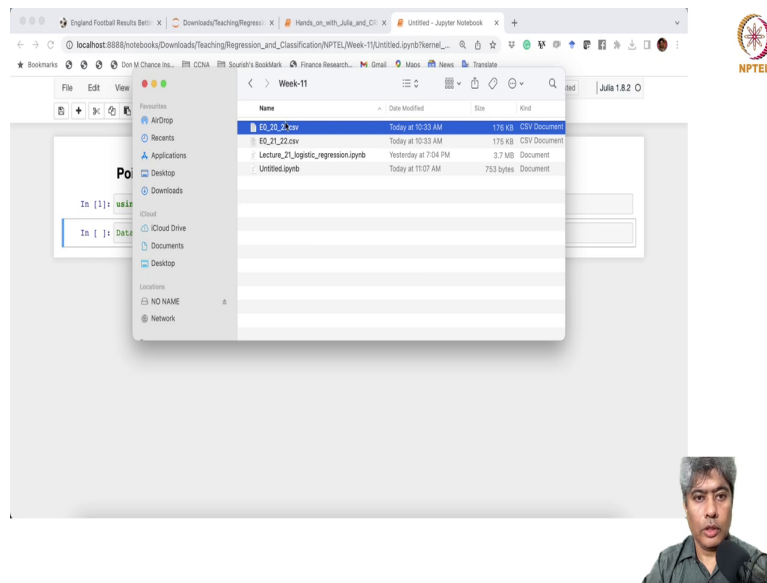 England Football Results Bettin
Downloads/Teaching/Regressio
Hands_on_with_Julia_and_CR
Untitled - Jupyter Notebook
localhost:8888/notebooks/Downloads/Teaching/Regression_and_Classification/NPTEL/Week-11/Untitled.ipynb?kernel_...
NPTEL
Bookmarks
Don M Chance Ins...
CCNA
Sourish's BookMark
Finance Research...
Gmail
Maps
News
Translate
File Edit View
Week-11
Julia 1.8.2
Favourites
Name Date Modified Size Kind
AirDrop
E0_20_21.csv Today at 10:33 AM 176 KB CSV Document
Recents
E0_21_22.csv Today at 10:33 AM 175 KB CSV Document
Applications
Lecture_21_logistic_regression.ipynb Yesterday at 7:04 PM 3.7 MB Document
Poi
Desktop
Untitled.ipynb Today at 11:07 AM 753 bytes Document
Downloads
In [1]: usin
iCloud
iCloud Drive
In [ ]: Data
Documents
Desktop
Locations
NO NAME
Network